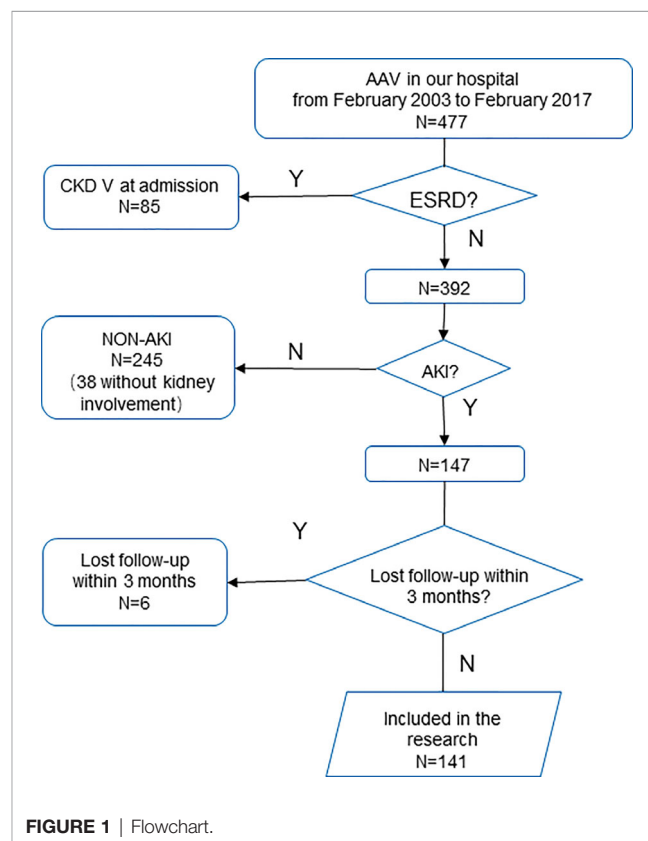 AAV in our hospital
from February 2003 to February 2017
N=477
ESRD?
Y
CKD V at admission
N=85
N
N=392
AKI?
N
NON-AKI
N=245
(38 without kidney
involvement)
Y
N=147
Lost follow-up within
3 months?
Y
Lost follow-up
within 3 months
N=6
N
Included in the
research
N=141
FIGURE 1 | Flowchart.